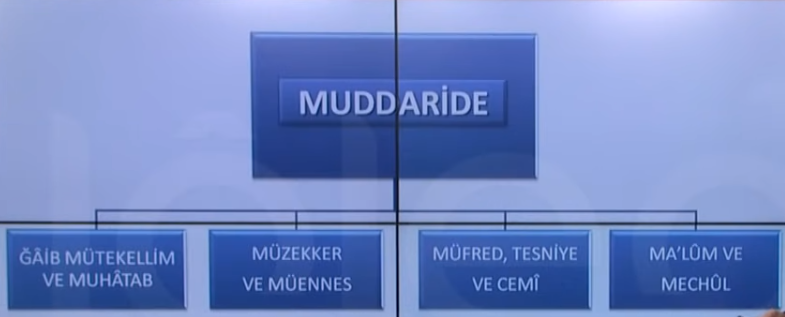 MUDDARİDE
ĞÂİB MÜTEKELLİM
VE MUHÂTAB
MÜZEKKER
VE MÜENNES
MÜFRED, TESNİYE
VE CEMÎ
MA'LÛM VE
MECHÛL